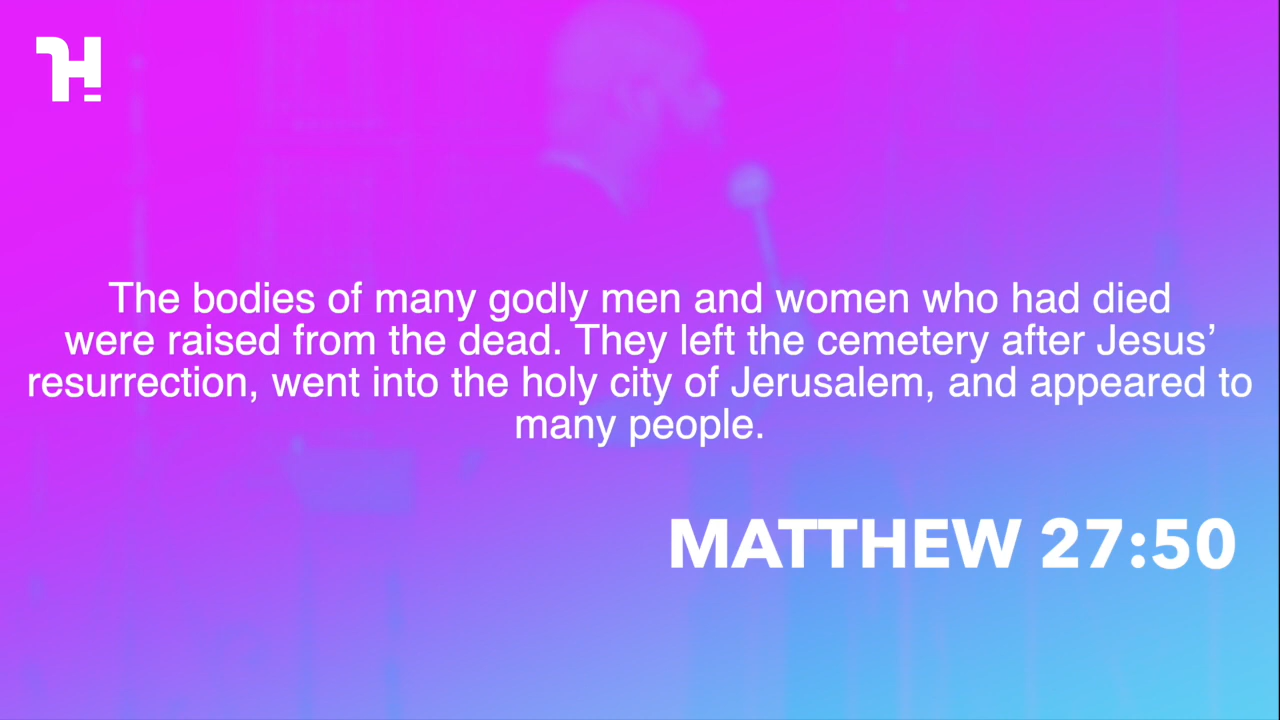 H
The bodies of many godly men and women who had died
were raised from the dead. They left the cemetery after Jesus’
resurrection, went into the holy city of Jerusalem, and appeared to
many people.
MATTHEW 27:50